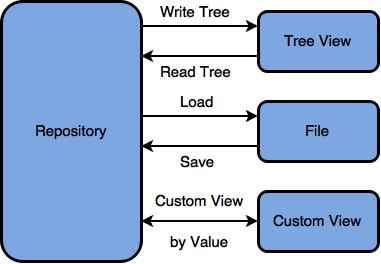 Write Tree
Tree View
Read Tree
Load
Repository
File
Save
Custom View
Custom View
by Value